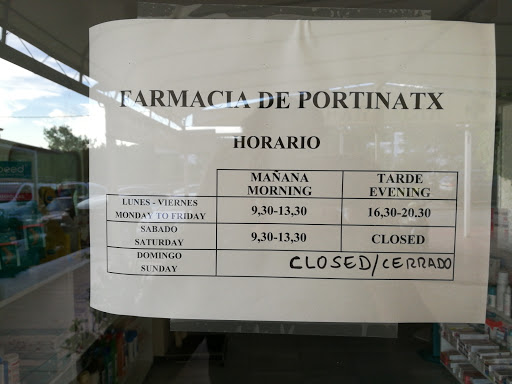 FARMACIA DE PORTINATX
HORARIO
MAÑANA TARDE
MORNING EVENING
LUNES - VIERNES
MONDAY TO FRIDAY 9,30-13,30 16,30-20.30
SABADO
SATURDAY 9,30-13,30 CLOSED
DOMINGO
SUNDAY CLOSED/CERRADO